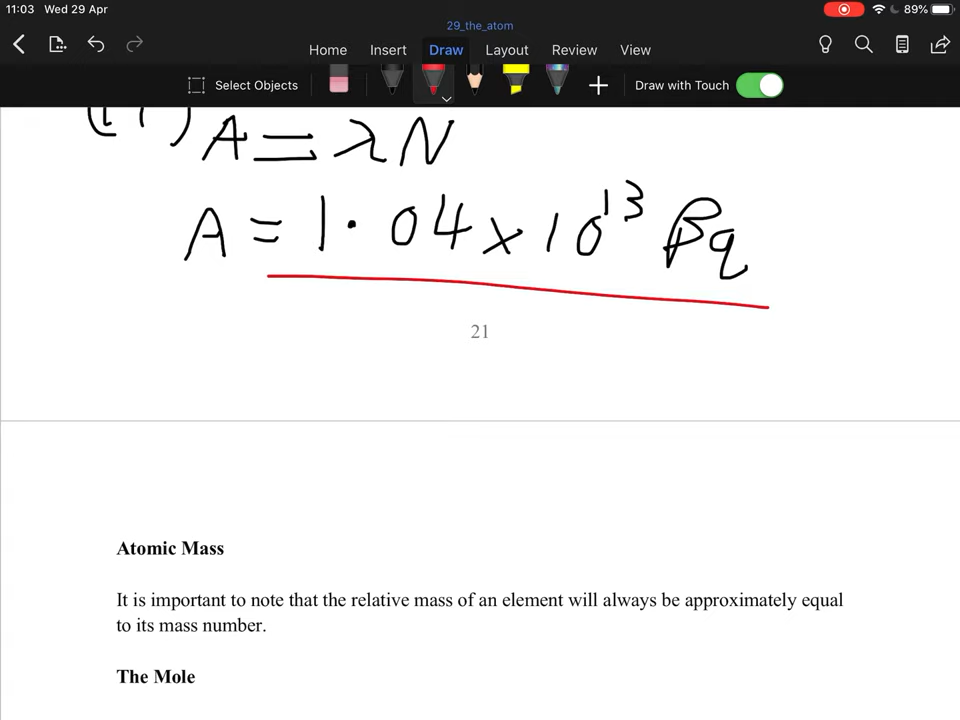 11:03 Wed 29 Apr 89%
29_the_atom
Home Insert Draw Layout Review View
Select Objects Draw with Touch
A = λN
A = 1.04 × 10¹³ Bq
21
Atomic Mass
It is important to note that the relative mass of an element will always be approximately equal
to its mass number.
The Mole